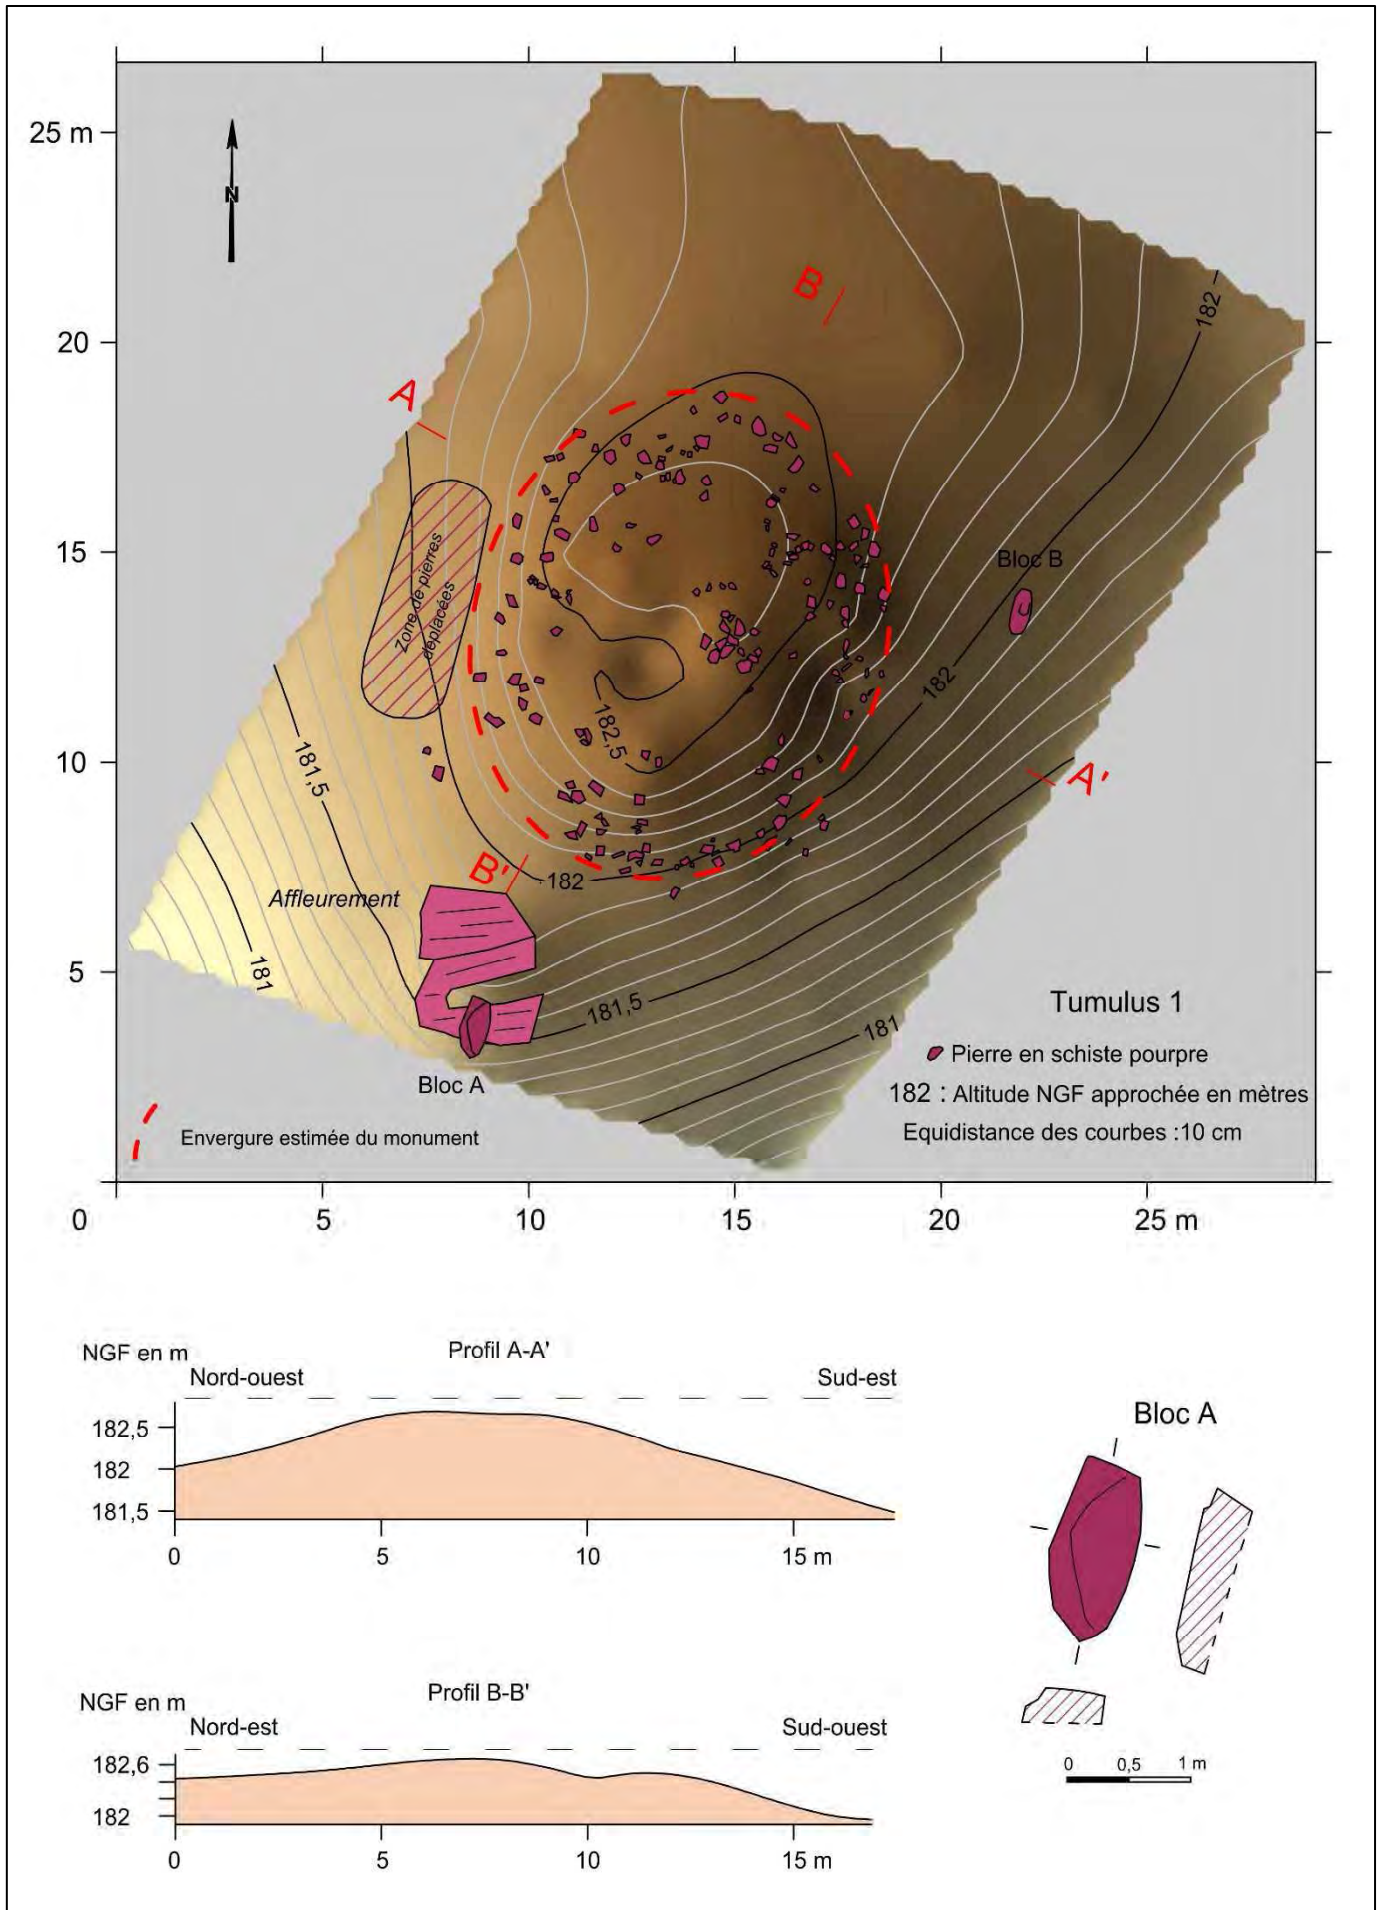 25 m
N
B
182
20
A
15
Bloc B
Zone de pierres
déplacées
182
182,5
10
A'
181,5
B'
182
Affleurement
5
181
181,5
Tumulus 1
181
Pierre en schiste pourpre
Bloc A
182 : Altitude NGF approchée en mètres
Envergure estimée du monument
Equidistance des courbes :10 cm
0
5
10
15
20
25 m
Profil A-A'
NGF en m
Nord-ouest
Sud-est
182,5
182
181,5
0
5
10
15 m
Bloc A
Profil B-B'
NGF en m
Nord-est
Sud-ouest
182,6
182
0
5
10
15 m
0
0,5
1 m